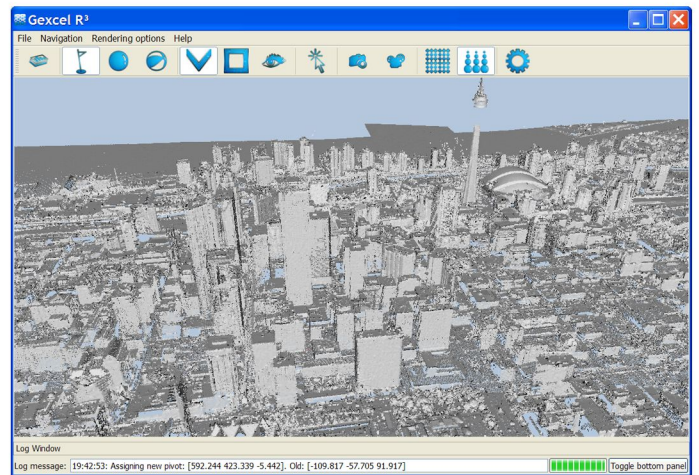 Gexcel R³
File Navigation Rendering options Help
Log Window
Log message: 19:42:53: Assigning new pivot: [592.244 423.339 -5.442]. Old: [-109.817 -57.705 91.917] Toggle bottom panel